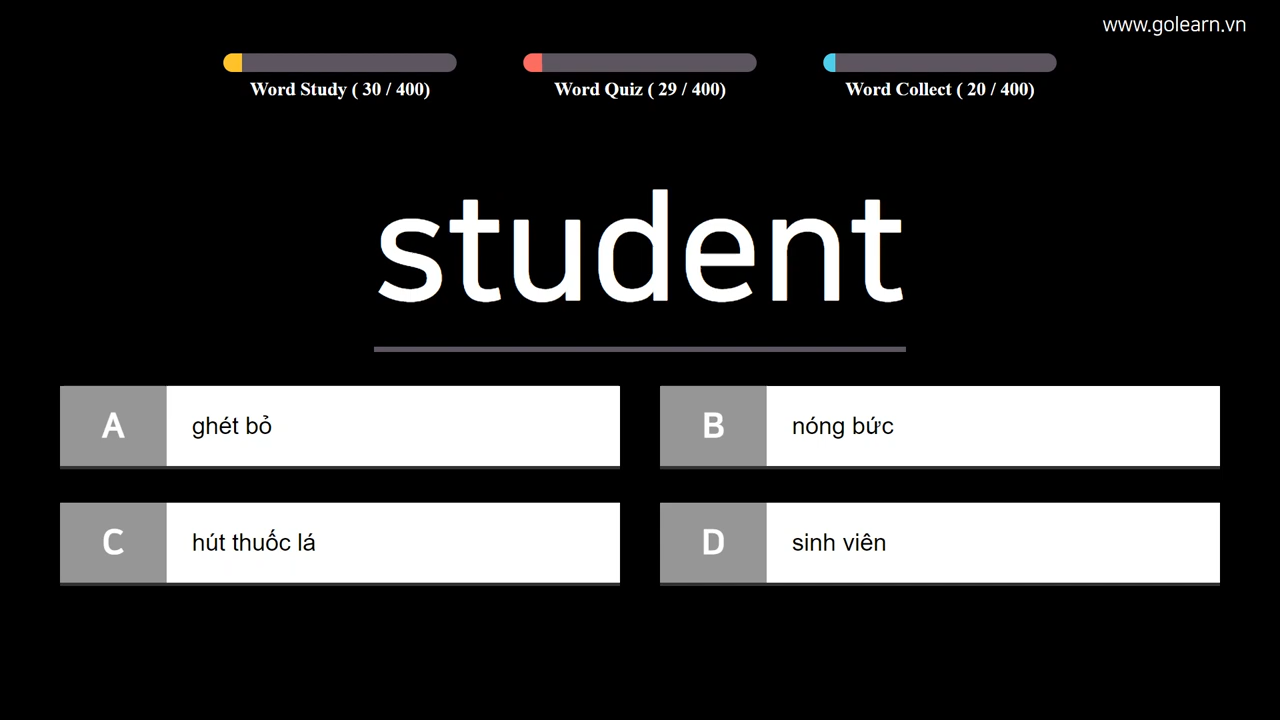 www.golearn.vn
Word Study ( 30 / 400)
Word Quiz ( 29 / 400)
Word Collect ( 20 / 400)
student
A
ghét bỏ
B
nóng bức
C
hút thuốc lá
D
sinh viên